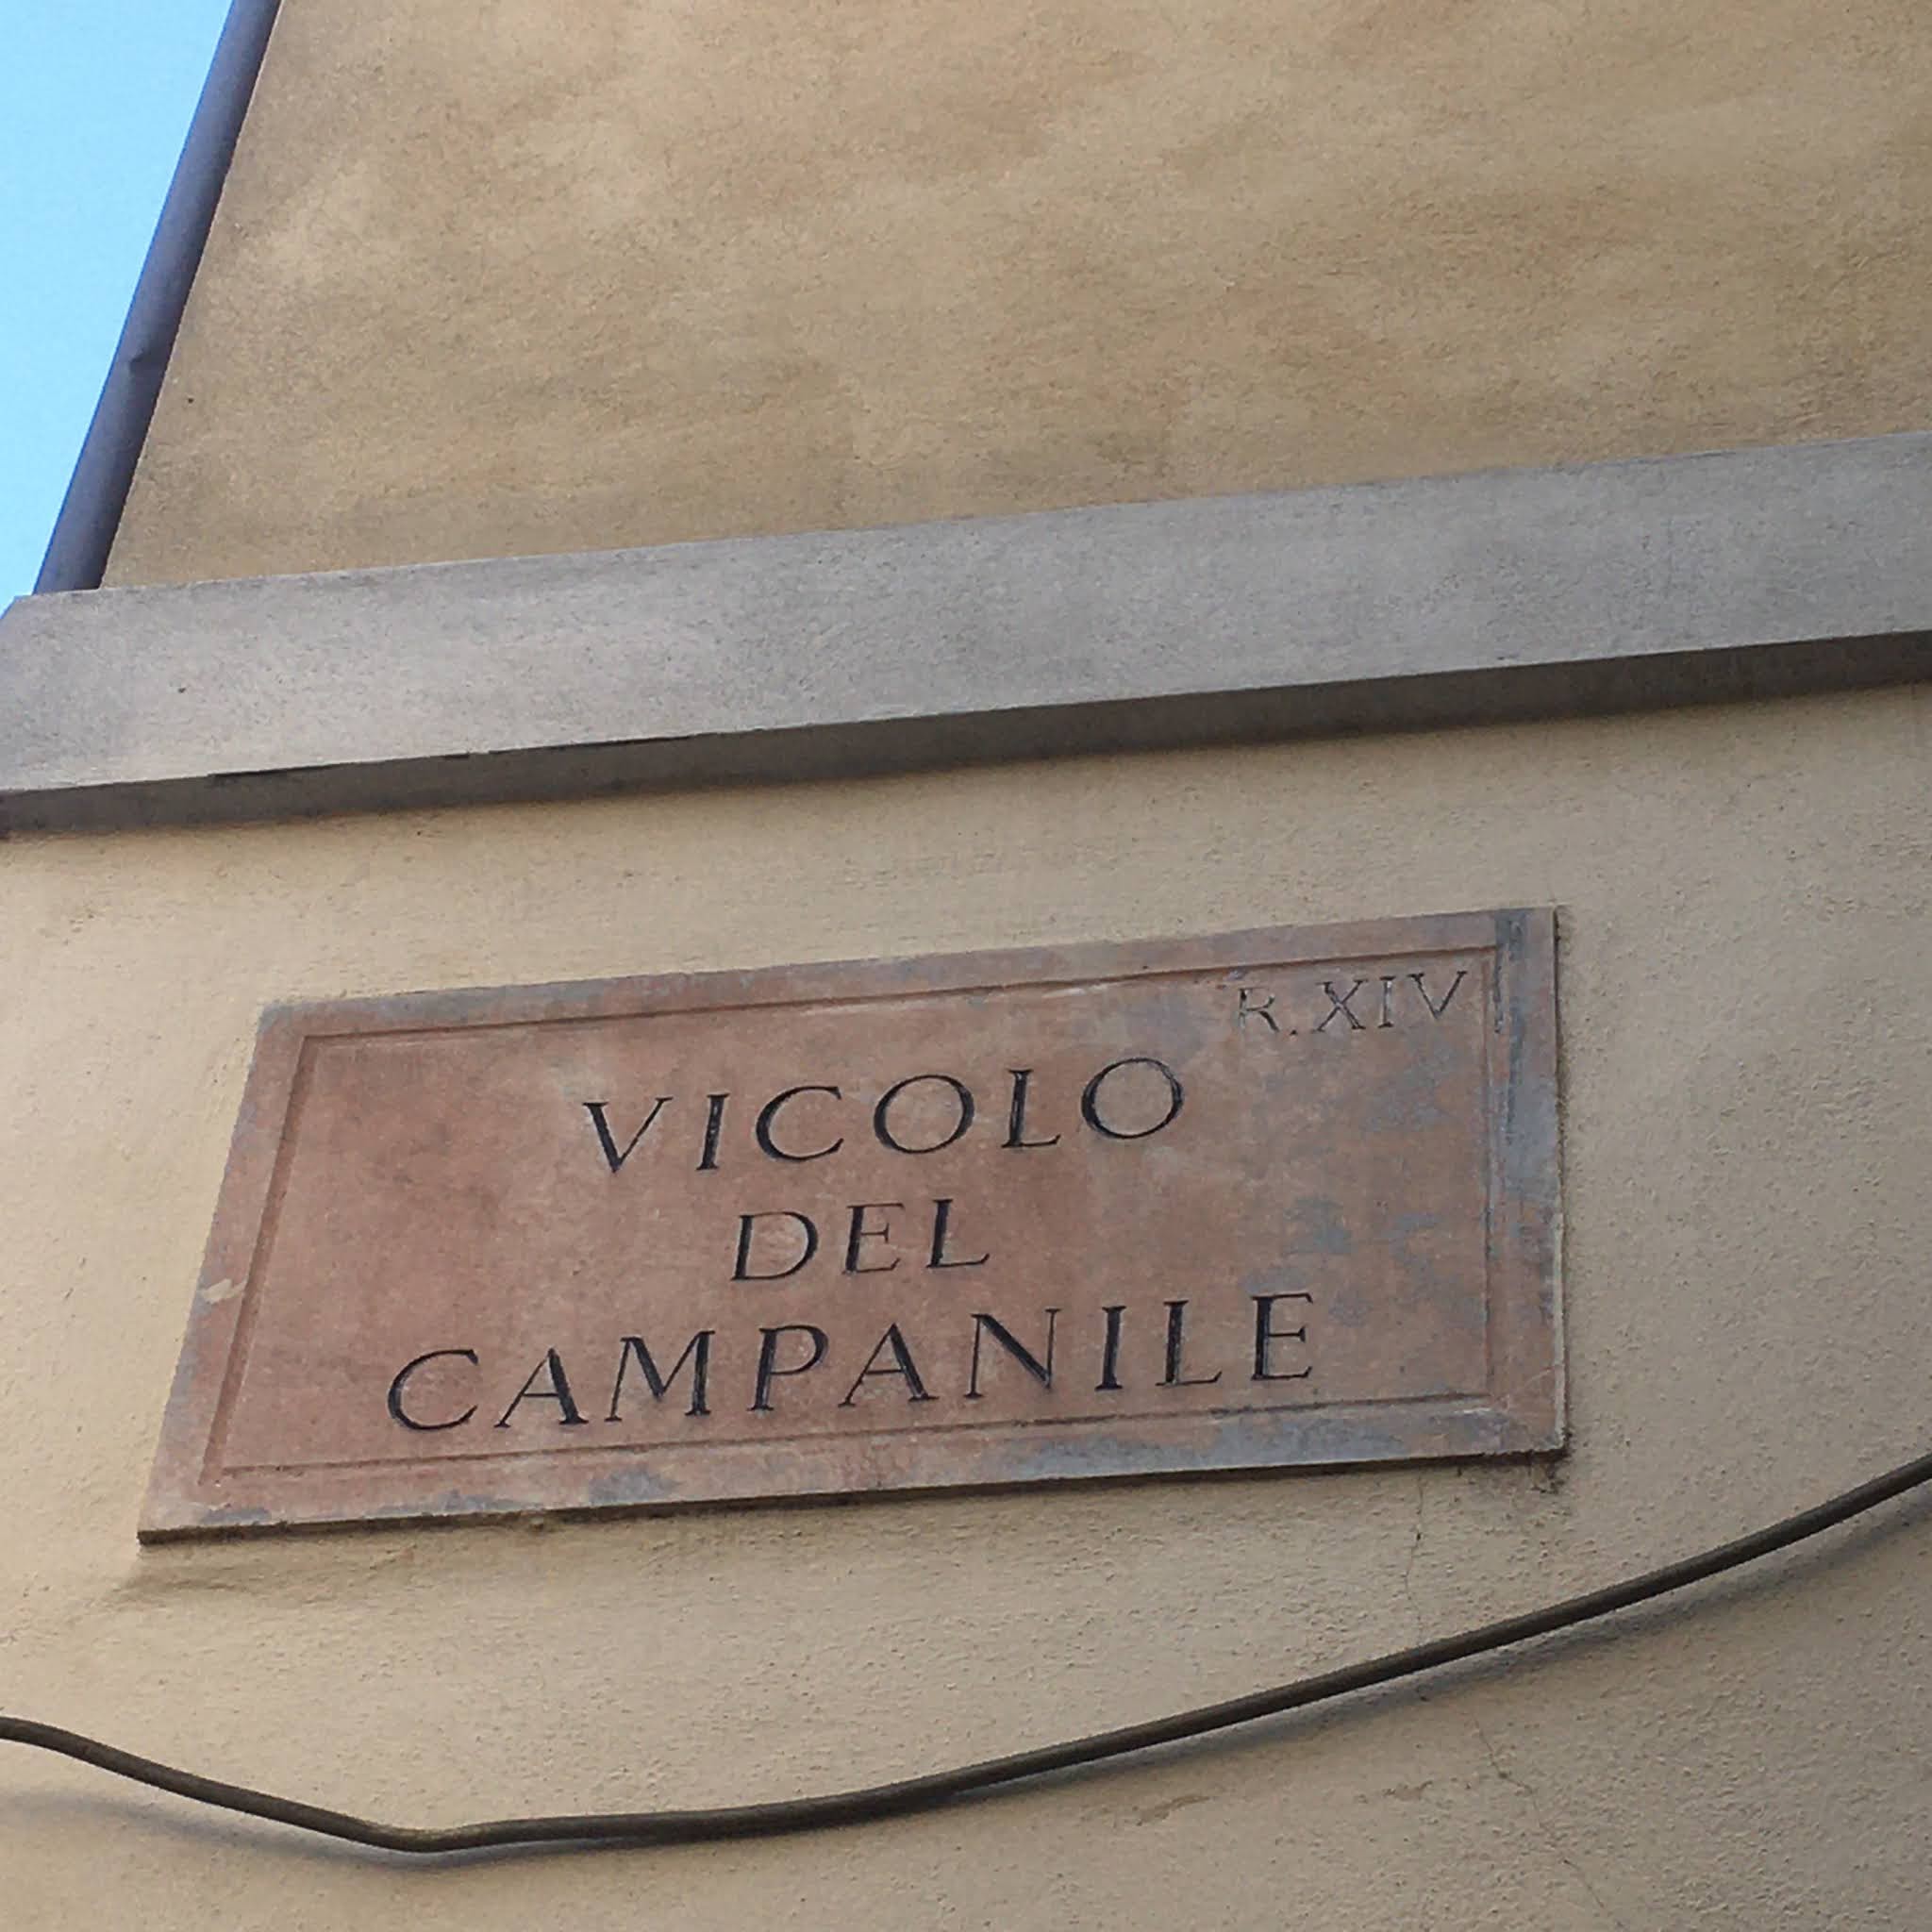 R. XIV
VICOLO
DEL
CAMPANILE